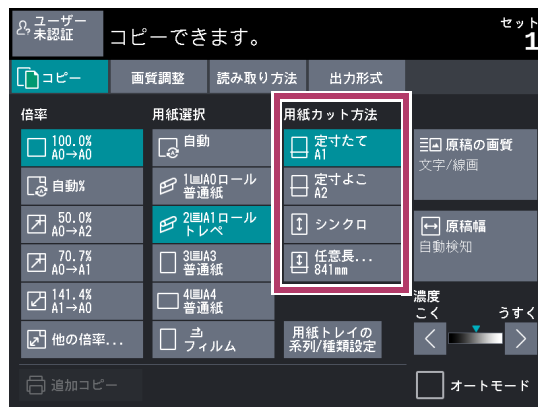 ユーザー
未認証
コピーできます。
セット
1
コピー
画質調整
読み取り方法
出力形式
倍率
100.0%
A0→A0
自動%
50.0%
A0→A2
70.7%
A0→A1
141.4%
A1→A0
他の倍率...
用紙選択
自動
1 A0ロール
普通紙
2 A1ロール
トレペ
3 A3
普通紙
4 A4
普通紙
フィルム
用紙カット方法
定寸たて
A1
定寸よこ
A2
シンクロ
任意長...
841mm
用紙トレイの
系列/種類設定
原稿の画質
文字/線画
原稿幅
自動検知
濃度
こく
うすく
追加コピー
オートモード